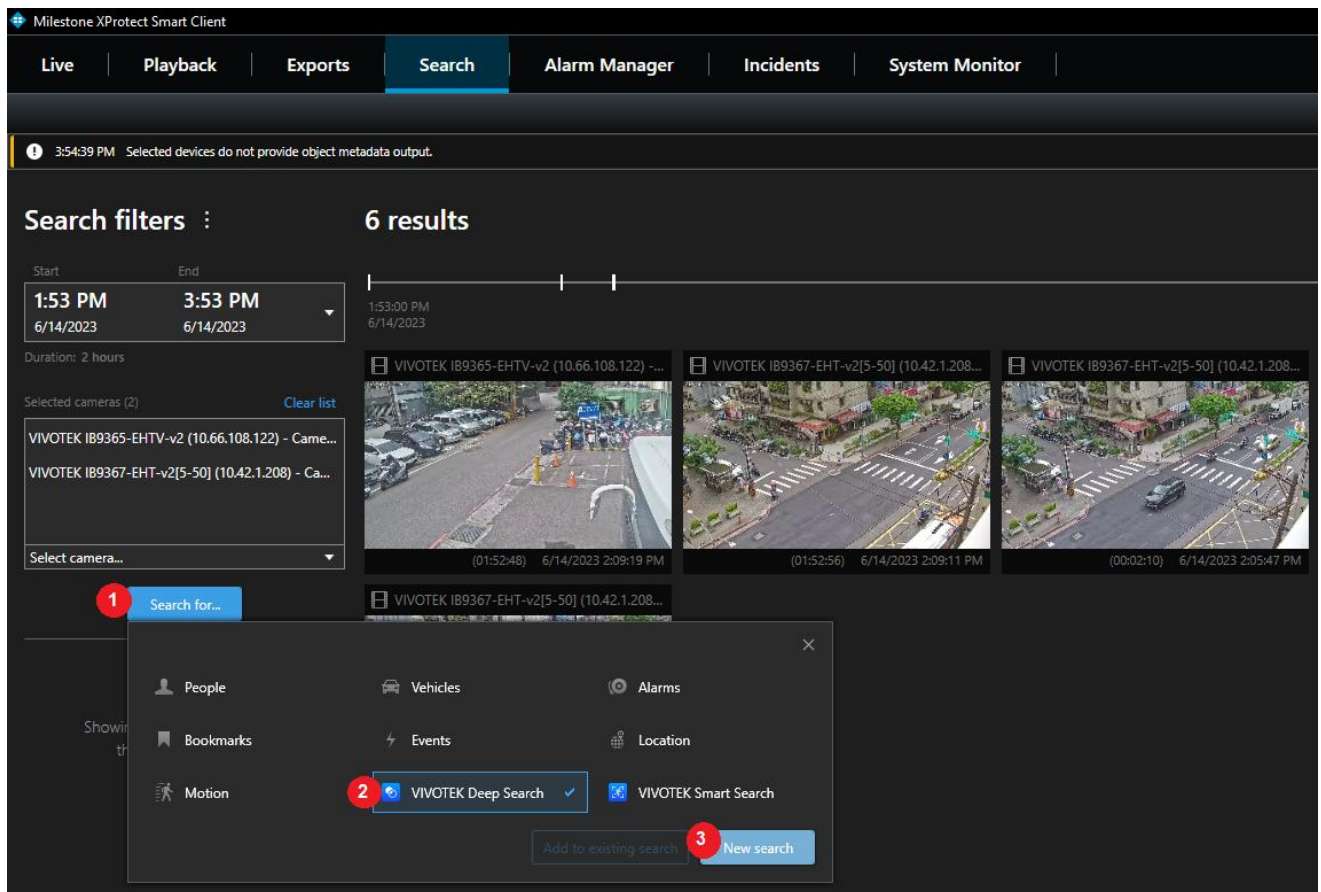 Milestone XProtect Smart Client
Live Playback Exports Search Alarm Manager Incidents System Monitor
3:54:39 PM Selected devices do not provide object metadata output.
Search filters
6 results
Start End
1:53 PM 3:53 PM
6/14/2023 6/14/2023
1:53:00 PM
6/14/2023
Duration: 2 hours
Selected cameras (2) Clear list
VIVOTEK IB9365-EHTV-v2 (10.66.108.122) - Came...
VIVOTEK IB9367-EHT-v2[5-50] (10.42.1.208) - Ca...
Select camera...
VIVOTEK IB9365-EHTV-v2 (10.66.108.122) -...
(01:52:48) 6/14/2023 2:09:19 PM
VIVOTEK IB9367-EHT-v2[5-50] (10.42.1.208...
(01:52:56) 6/14/2023 2:09:11 PM
VIVOTEK IB9367-EHT-v2[5-50] (10.42.1.208...
(00:02:10) 6/14/2023 2:05:47 PM
1 Search for...
VIVOTEK IB9367-EHT-v2[5-50] (10.42.1.208...
People Vehicles Alarms
Bookmarks Events Location
Motion 2 VIVOTEK Deep Search VIVOTEK Smart Search
Add to existing search 3 New search